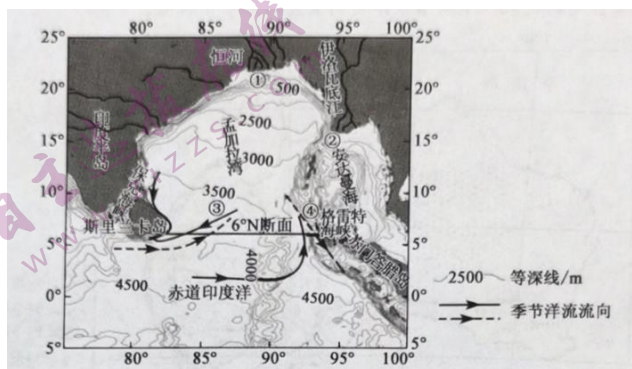 80° 85° 90° 95° 100°
25° 25°
20° 20°
15° 15°
10° 10°
5° 5°
0° 0°
5° 5°
80° 85° 90° 95° 100°
恒河
伊洛瓦底江
①
500
印度半岛
孟加拉湾
2500
②
安达曼海
3000
3500
③
④
格雷特海峡
斯里兰卡岛
6°N断面
4000
4500
赤道印度洋
4500
2500 等深线/m
季节洋流流向